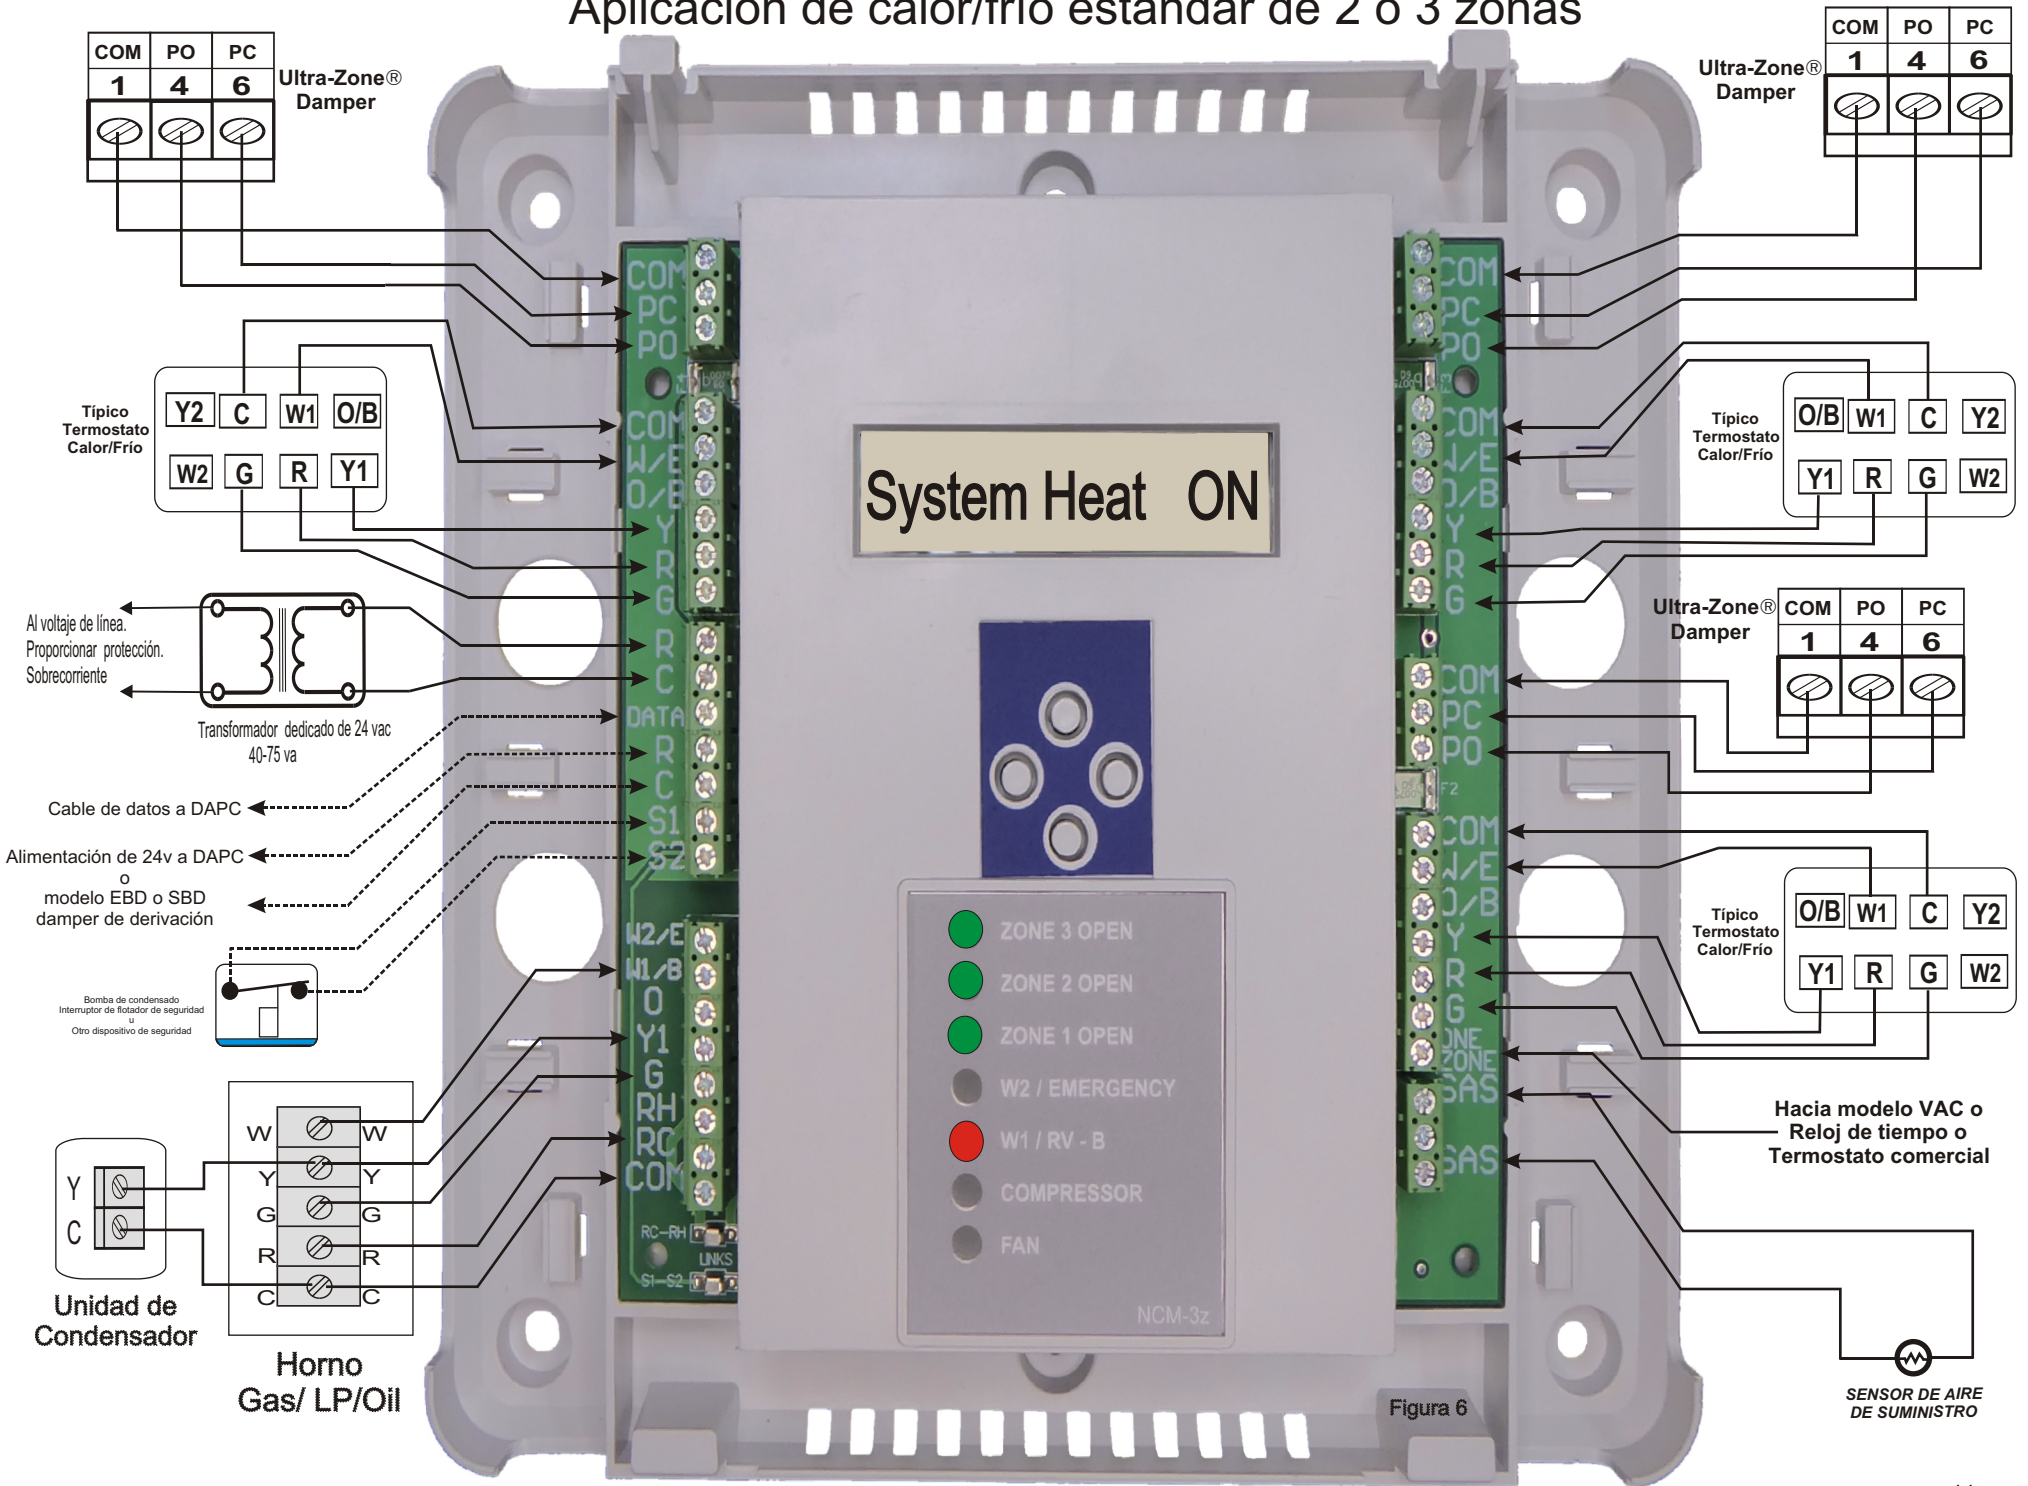 Aplicación de calor/frío estándar de 2 o 3 zonas
COM PO PC
1 4 6
Ultra-Zone®
Damper
COM PO PC
1 4 6
Ultra-Zone®
Damper
COM
PC
PO
COM
PC
PO
F4
F3
Típico
Termostato
Calor/Frío
Y2 C W1 O/B
W2 G R Y1
COM
W/E
O/B
Y
R
G
System Heat ON
COM
W/E
O/B
Y
R
G
Típico
Termostato
Calor/Frío
O/B W1 C Y2
Y1 R G W2
Al voltaje de línea.
Proporcionar protección.
Sobrecorriente
Transformador dedicado de 24 vac
40-75 va
R
C
DATA
R
C
S1
S2
Ultra-Zone®
Damper
COM PO PC
1 4 6
COM
PC
PO
F2
Cable de datos a DAPC
Alimentación de 24v a DAPC
o
modelo EBD o SBD
damper de derivación
Bomba de condensado
Interruptor de flotador de seguridad
u
Otro dispositivo de seguridad
COM
W/E
O/B
Y
R
G
ONE
ZONE
SAS
SAS
Típico
Termostato
Calor/Frío
O/B W1 C Y2
Y1 R G W2
W2/E
W1/B
O
Y1
G
RH
RC
COM
RC-RH
LINKS
S1-S2
ZONE 3 OPEN
ZONE 2 OPEN
ZONE 1 OPEN
W2 / EMERGENCY
W1 / RV - B
COMPRESSOR
FAN
NCM-3z
Hacia modelo VAC o
Reloj de tiempo o
Termostato comercial
Y
C
Unidad de
Condensador
W W
Y Y
G G
R R
C C
Horno
Gas/ LP/Oil
Figura 6
SENSOR DE AIRE
DE SUMINISTRO